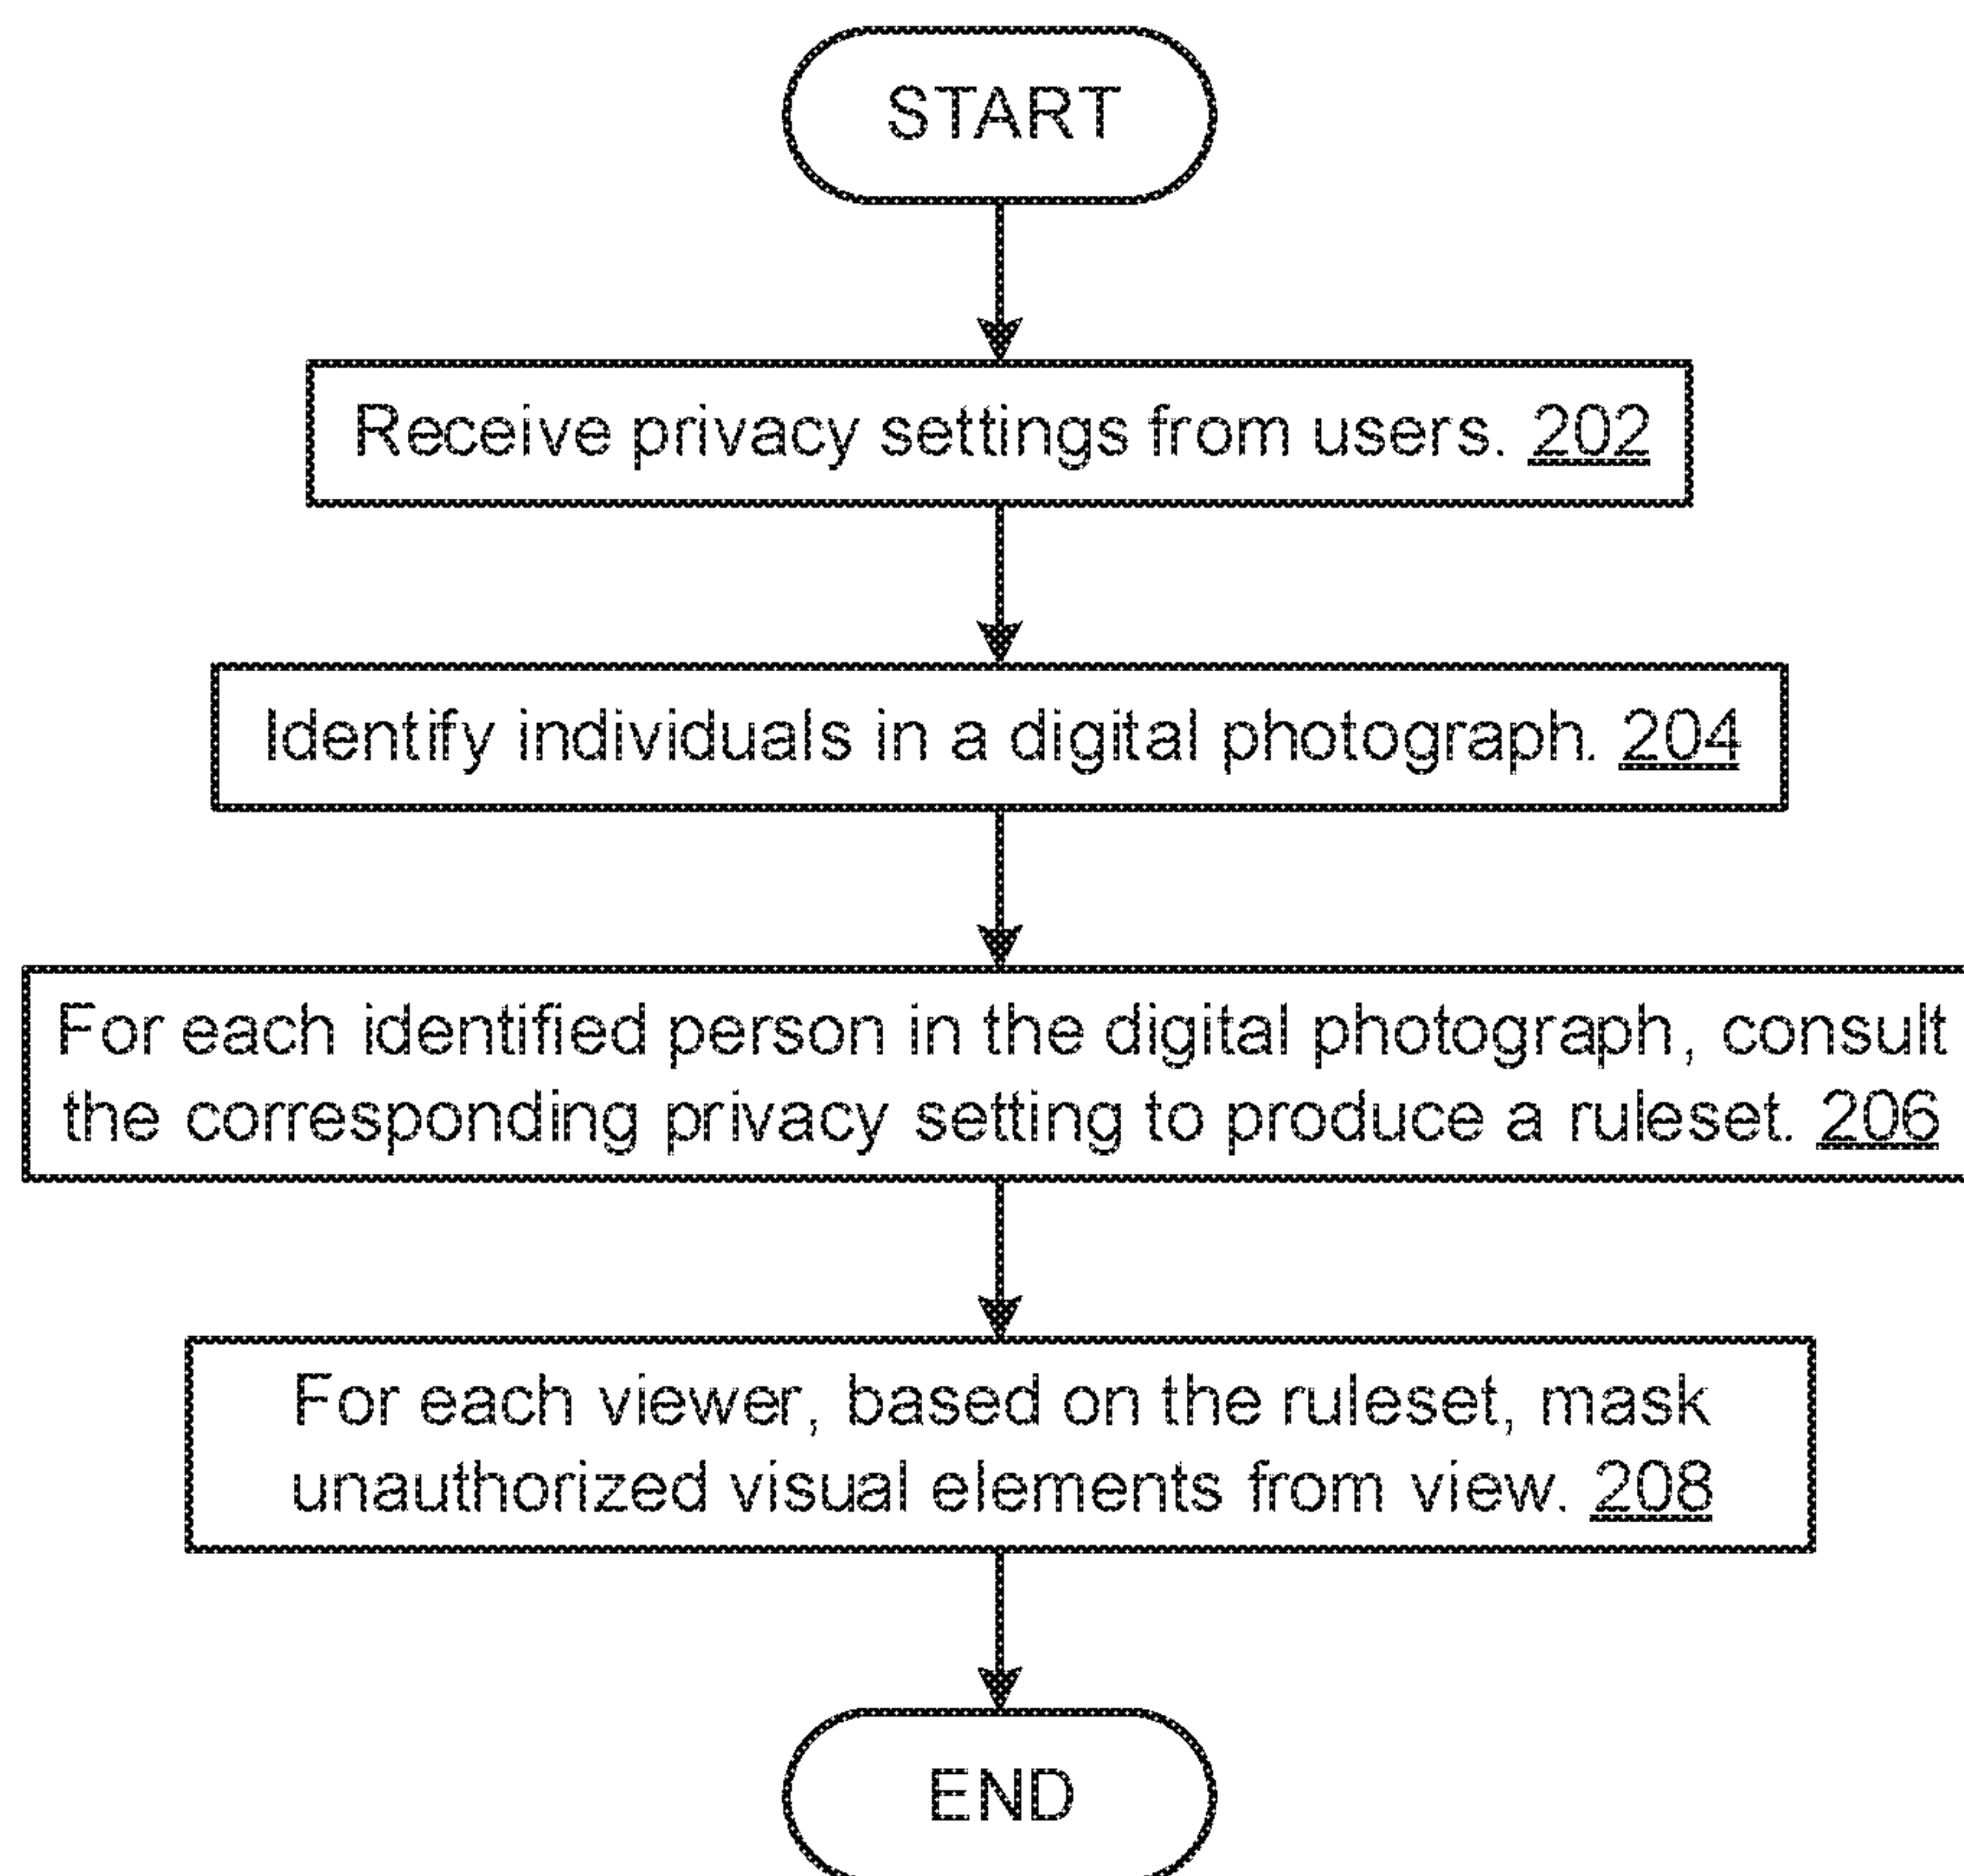 START
Receive privacy settings from users. 202
Identify individuals in a digital photograph. 204
For each identified person in the digital photograph, consult
the corresponding privacy setting to produce a ruleset. 206
For each viewer, based on the ruleset, mask
unauthorized visual elements from view. 208
END